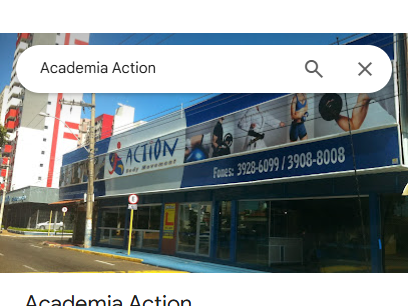 Academia Action
ACTION
Body Movement
Fones: 3928-6099 / 3908-8008
Academia Action